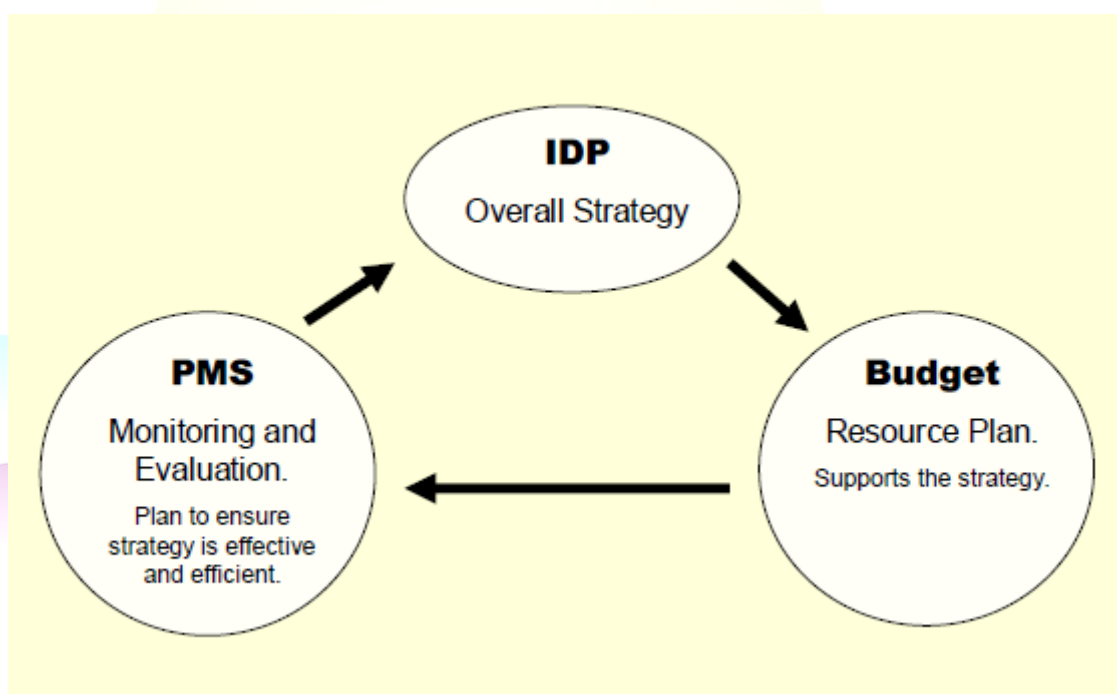 IDP
Overall Strategy
PMS
Monitoring and
Evaluation.
Plan to ensure
strategy is effective
and efficient.
Budget
Resource Plan.
Supports the strategy.